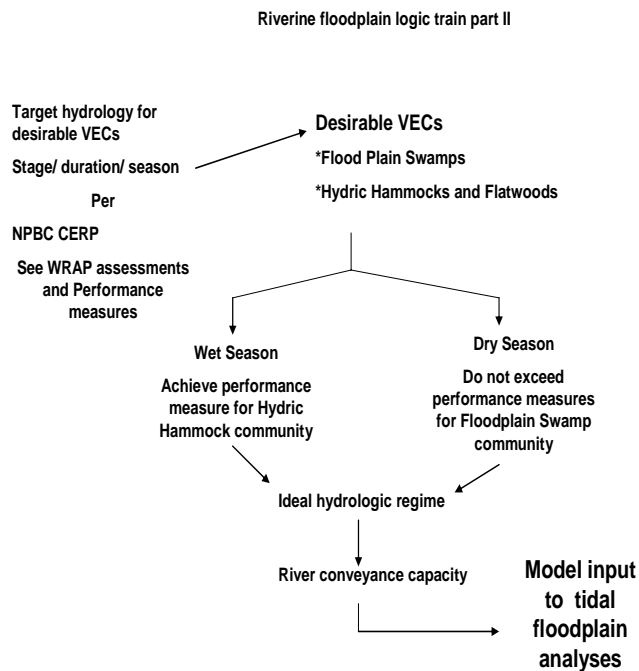 Riverine floodplain logic train part II
Target hydrology for
desirable VECs
Stage/ duration/ season
Per
NPBC CERP
See WRAP assessments
and Performance
measures
Desirable VECs
*Flood Plain Swamps
*Hydric Hammocks and Flatwoods
Wet Season
Achieve performance
measure for Hydric
Hammock community
Dry Season
Do not exceed
performance measures
for Floodplain Swamp
community
Ideal hydrologic regime
River conveyance capacity
Model input
to tidal
floodplain
analyses